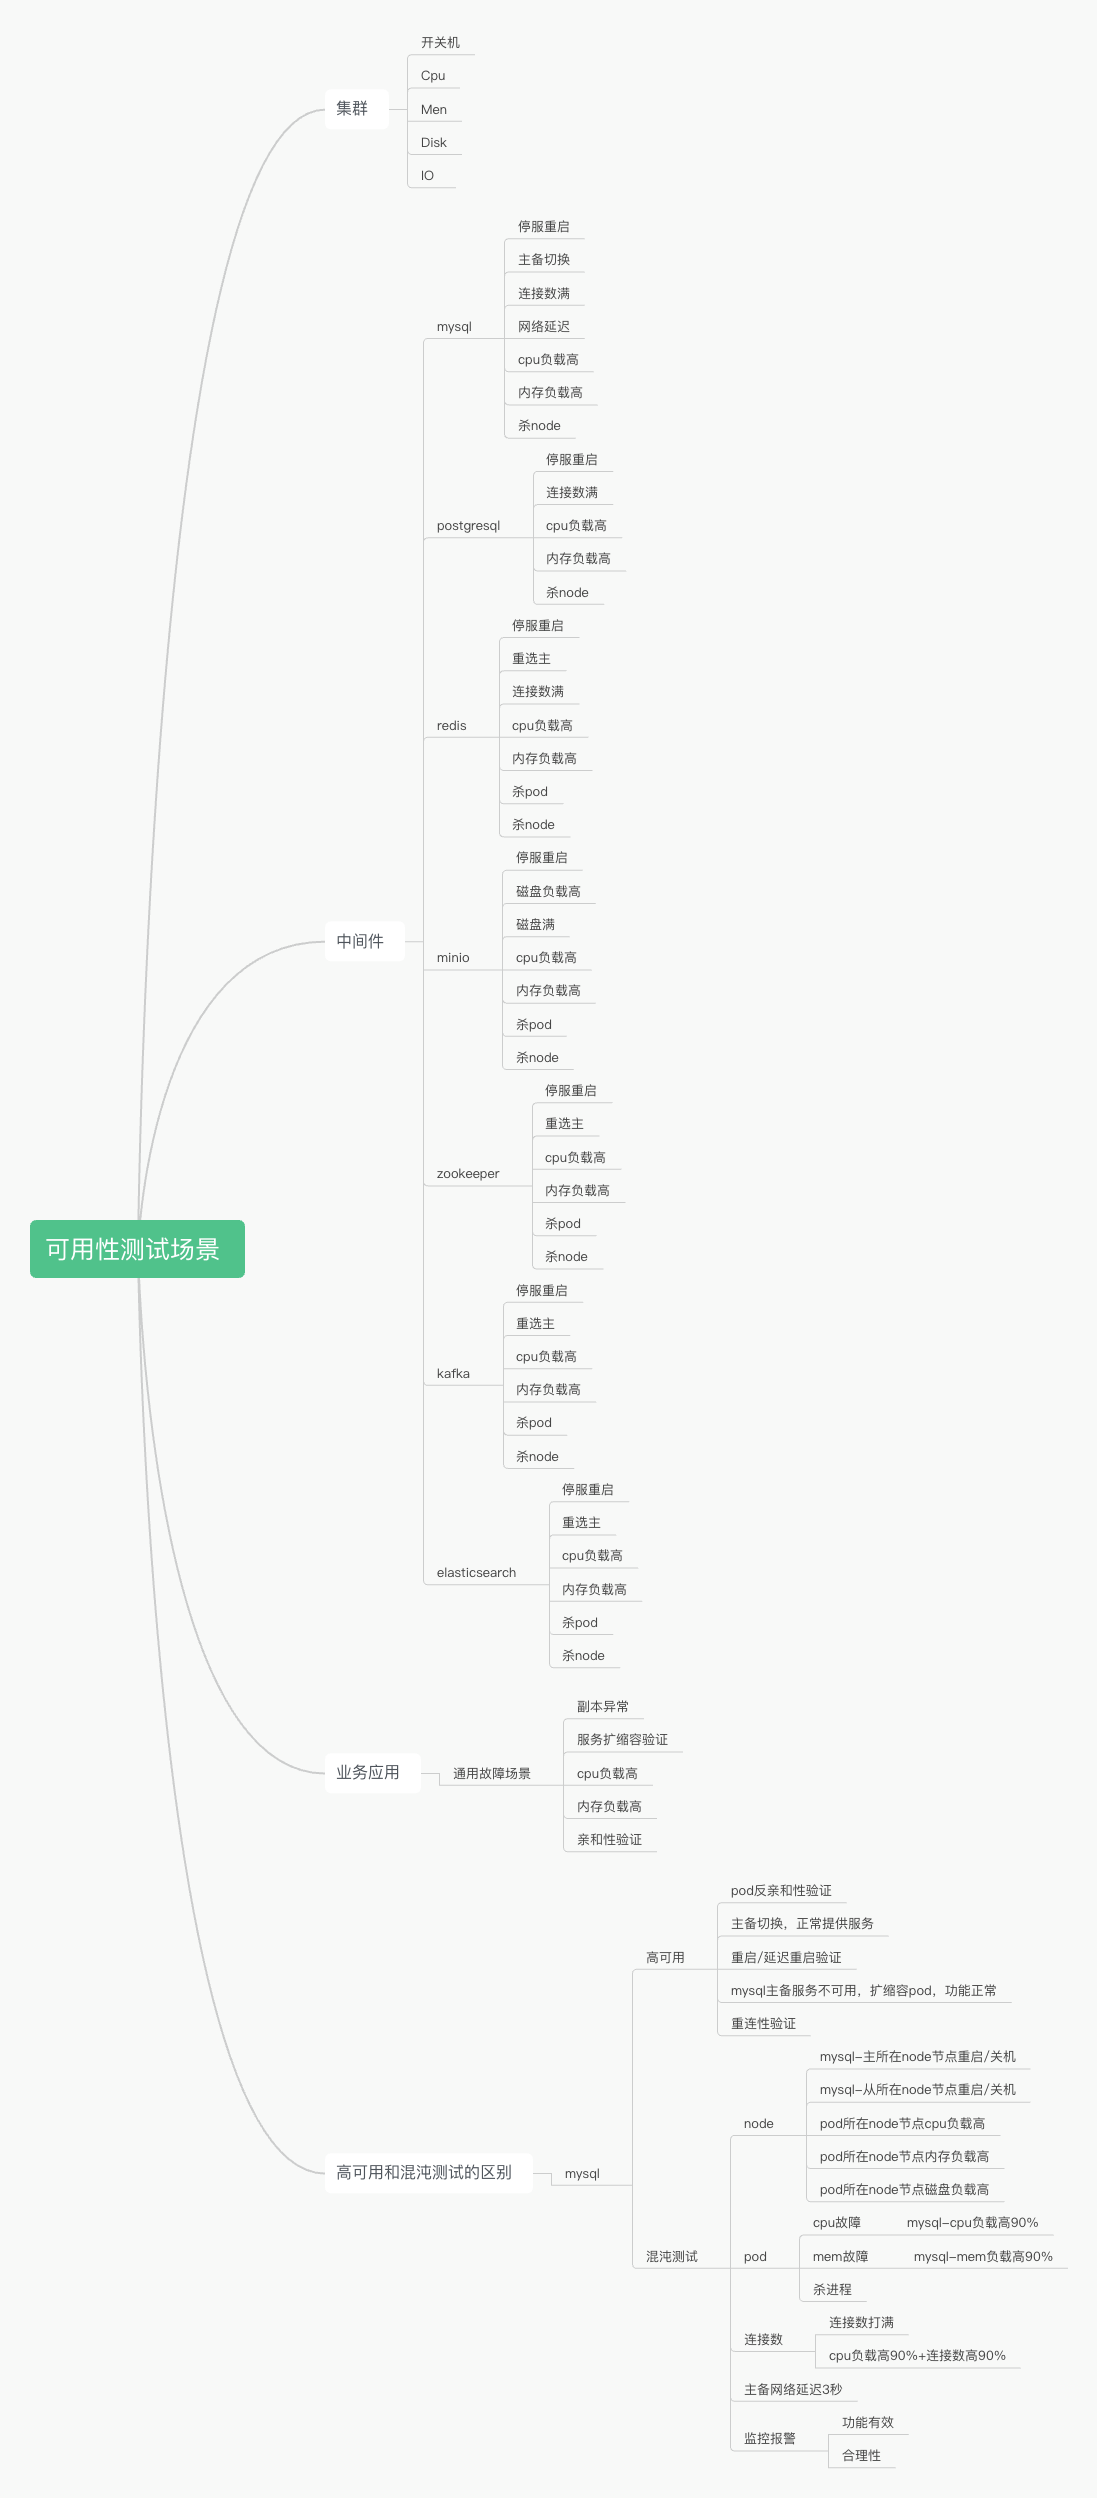 可用性测试场景
集群
开关机
Cpu
Men
Disk
IO
中间件
mysql
停服重启
主备切换
连接数满
网络延迟
cpu负载高
内存负载高
杀node
postgresql
停服重启
连接数满
cpu负载高
内存负载高
杀node
redis
停服重启
重选主
连接数满
cpu负载高
内存负载高
杀pod
杀node
minio
停服重启
磁盘负载高
磁盘满
cpu负载高
内存负载高
杀pod
杀node
zookeeper
停服重启
重选主
cpu负载高
内存负载高
杀pod
杀node
kafka
停服重启
重选主
cpu负载高
内存负载高
杀pod
杀node
elasticsearch
停服重启
重选主
cpu负载高
内存负载高
杀pod
杀node
业务应用
通用故障场景
副本异常
服务扩缩容验证
cpu负载高
内存负载高
亲和性验证
高可用和混沌测试的区别
mysql
高可用
pod反亲和性验证
主备切换，正常提供服务
重启/延迟重启验证
mysql主备服务不可用，扩缩容pod，功能正常
重连性验证
混沌测试
node
mysql-主所在node节点重启/关机
mysql-从所在node节点重启/关机
pod所在node节点cpu负载高
pod所在node节点内存负载高
pod所在node节点磁盘负载高
pod
cpu故障
mysql-cpu负载高90%
mem故障
mysql-mem负载高90%
杀进程
连接数
连接数打满
cpu负载高90%+连接数高90%
主备网络延迟3秒
监控报警
功能有效
合理性